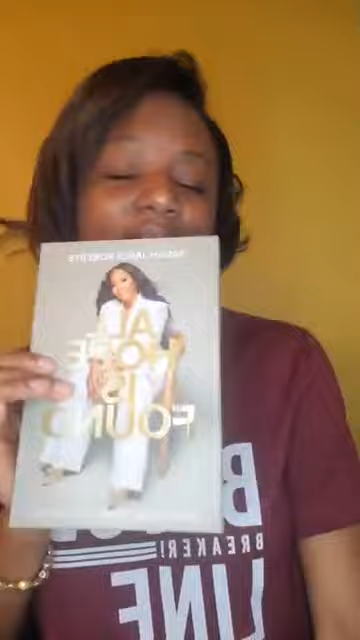 SARAH JAKES ROBERTS
ALL
HOPE
IS
FOUND
B
BREAKER!
LINE